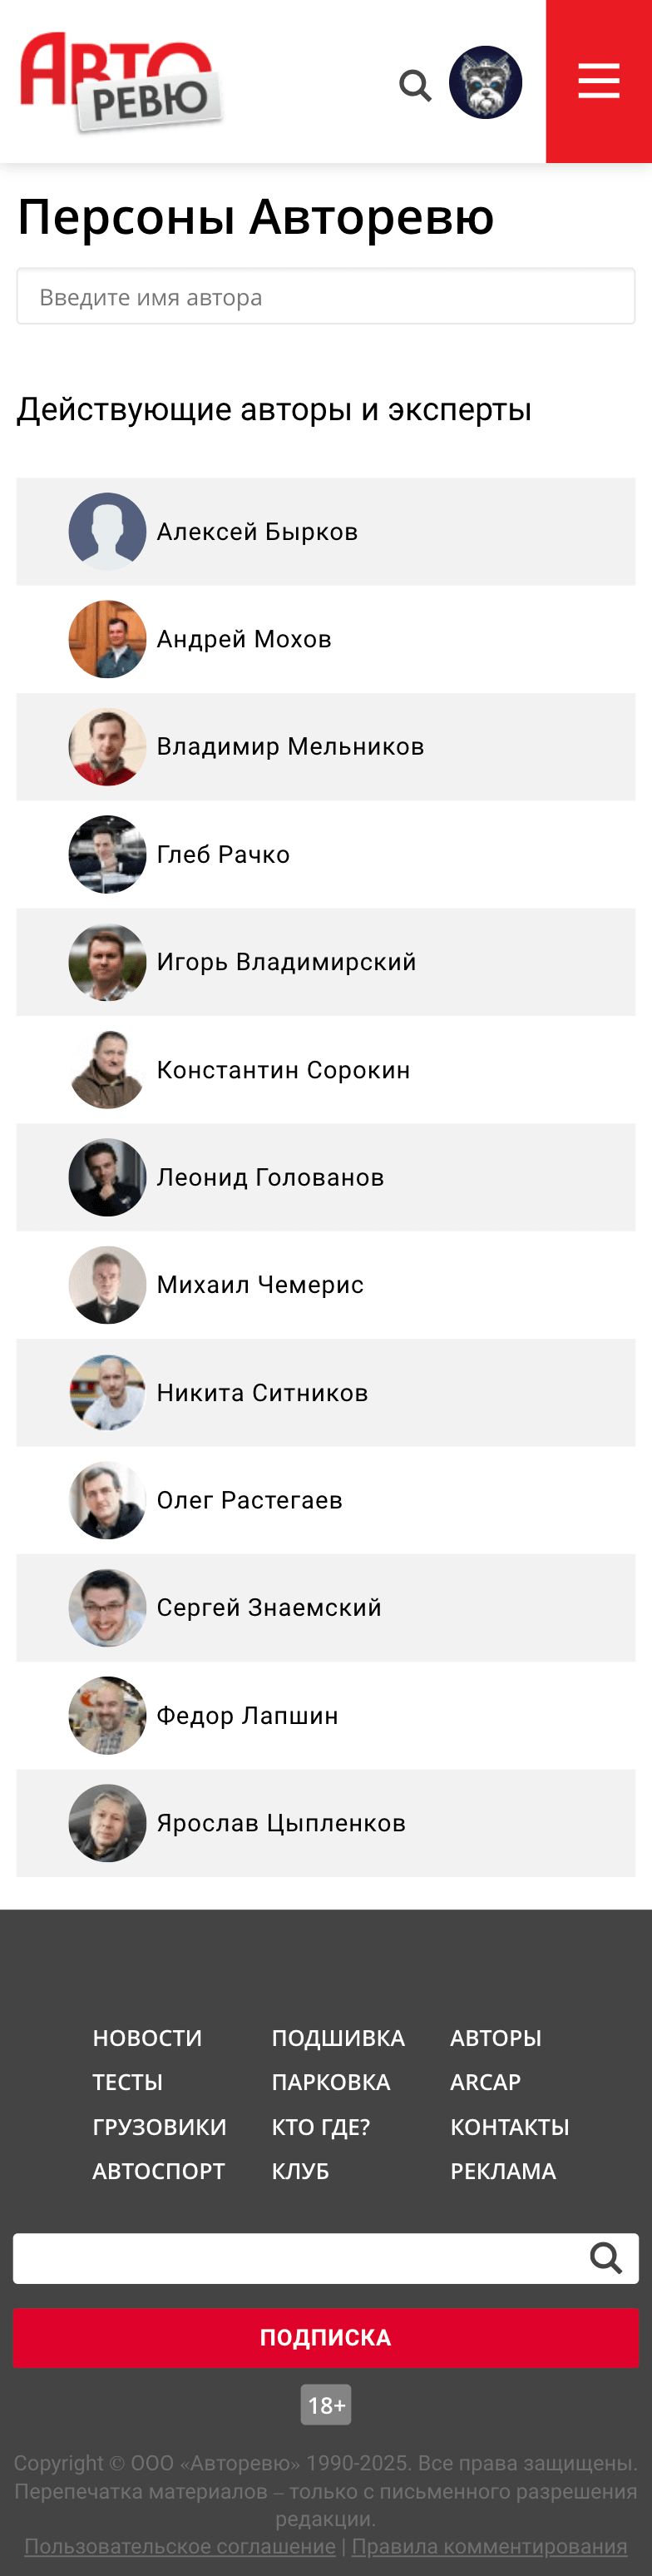 АВТО
РЕВЮ
Персоны Авторевю
Введите имя автора
Действующие авторы и эксперты
Алексей Бырков
Андрей Мохов
Владимир Мельников
Глеб Рачко
Игорь Владимирский
Константин Сорокин
Леонид Голованов
Михаил Чемерис
Никита Ситников
Олег Растегаев
Сергей Знаемский
Федор Лапшин
Ярослав Цыпленков
НОВОСТИ ПОДШИВКА АВТОРЫ
ТЕСТЫ ПАРКОВКА ARCAP
ГРУЗОВИКИ КТО ГДЕ? КОНТАКТЫ
АВТОСПОРТ КЛУБ РЕКЛАМА
ПОДПИСКА
18+
Copyright © ООО «Авторевю» 1990-2025. Все права защищены.
Перепечатка материалов – только с письменного разрешения
редакции.
Пользовательское соглашение | Правила комментирования